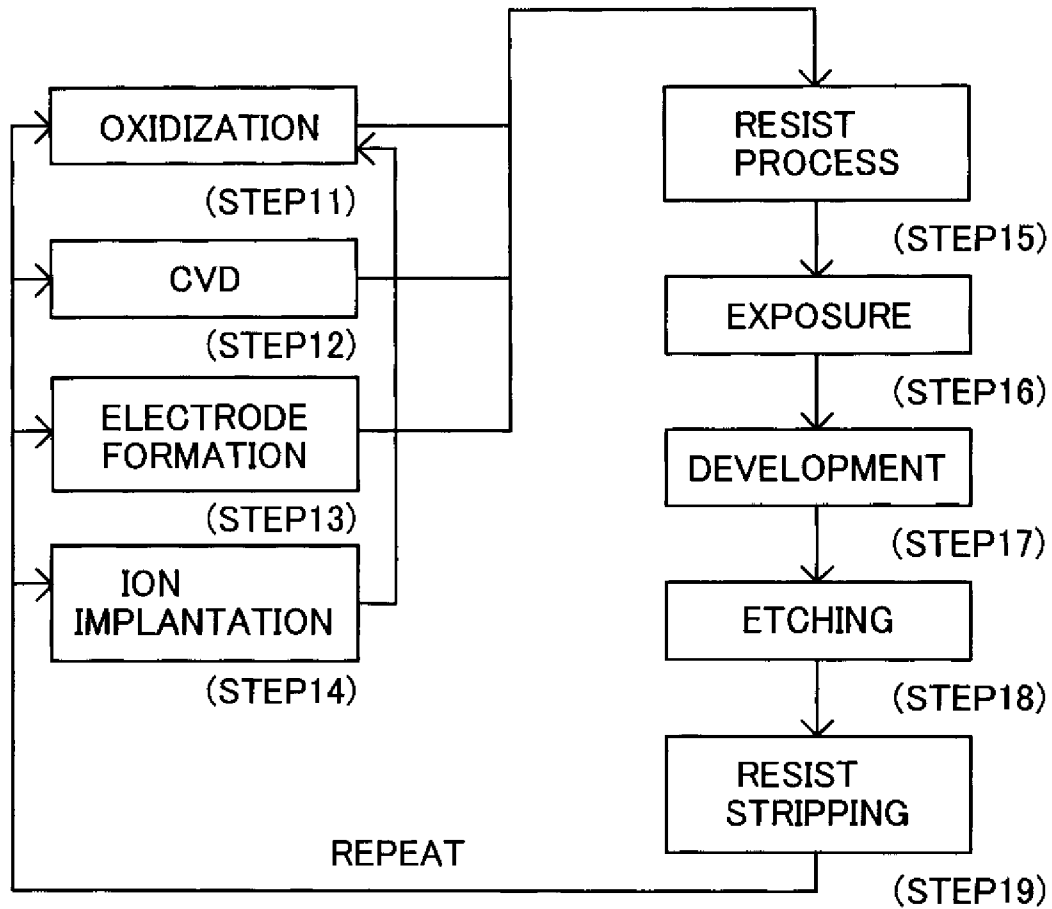 OXIDIZATION
(STEP11)
CVD
(STEP12)
ELECTRODE
FORMATION
(STEP13)
ION
IMPLANTATION
(STEP14)
RESIST
PROCESS
(STEP15)
EXPOSURE
(STEP16)
DEVELOPMENT
(STEP17)
ETCHING
(STEP18)
RESIST
STRIPPING
(STEP19)
REPEAT